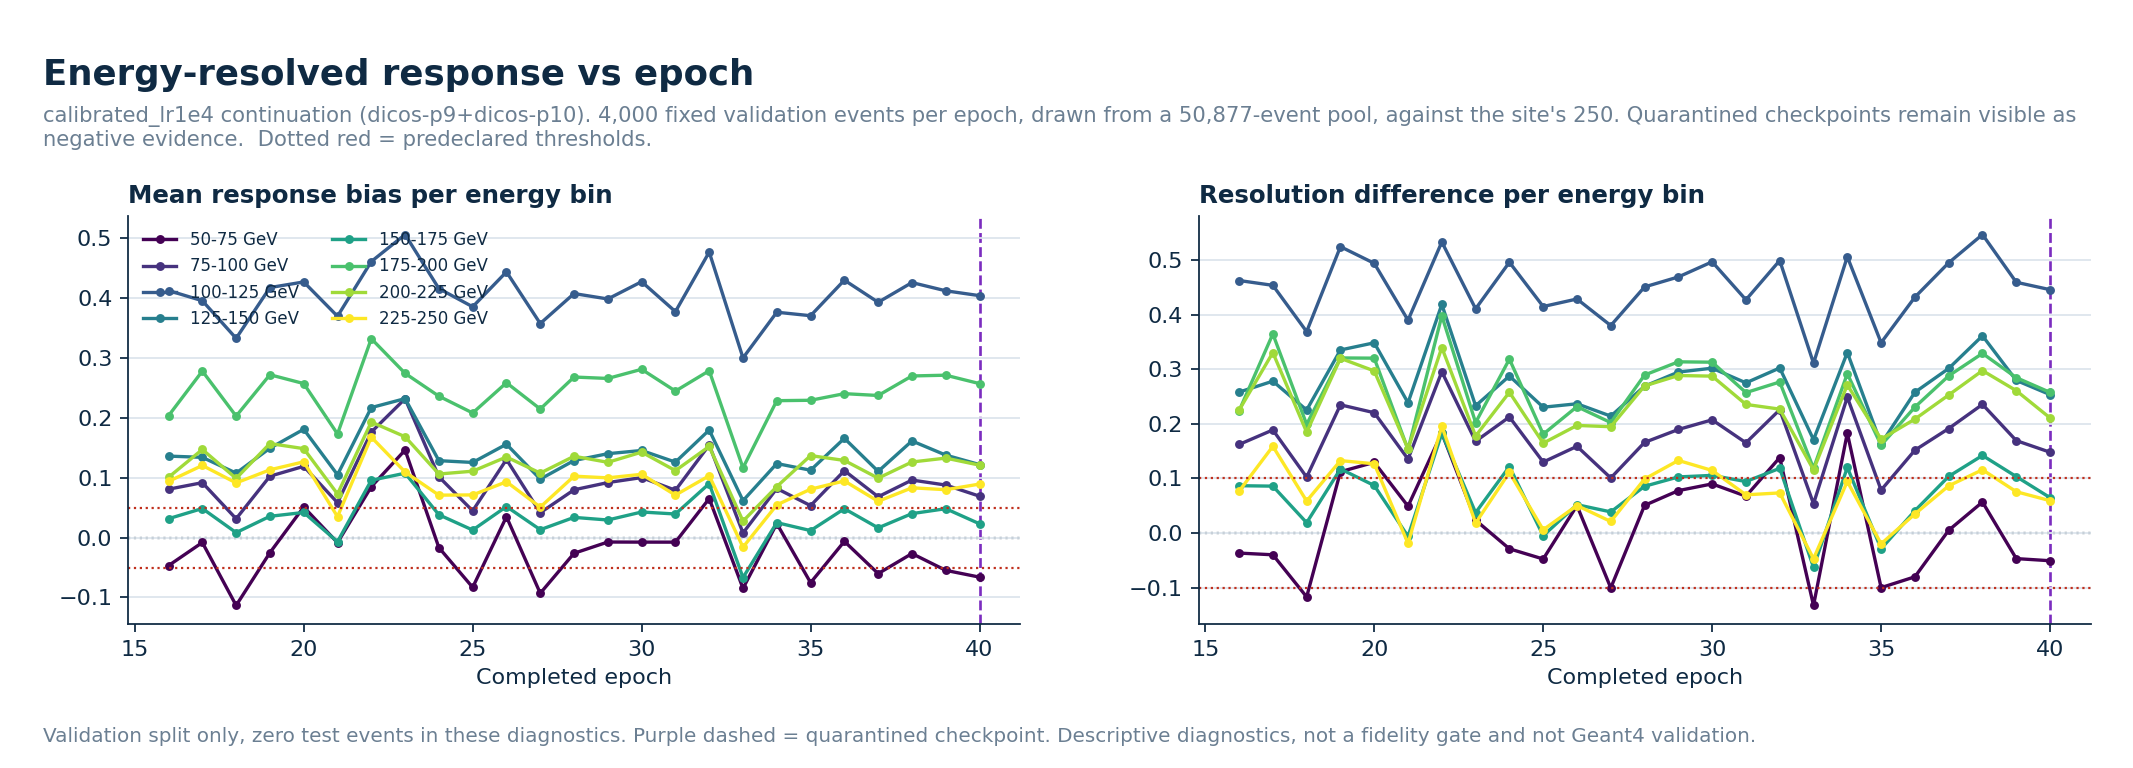 Energy-resolved response vs epoch
calibrated_lr1e4 continuation (dicos-p9+dicos-p10). 4,000 fixed validation events per epoch, drawn from a 50,877-event pool, against the site's 250. Quarantined checkpoints remain visible as
negative evidence.  Dotted red = predeclared thresholds.
Mean response bias per energy bin
0.5
0.4
0.3
0.2
0.1
0.0
−0.1
50-75 GeV
75-100 GeV
100-125 GeV
125-150 GeV
150-175 GeV
175-200 GeV
200-225 GeV
225-250 GeV
15 20 25 30 35 40
Completed epoch
Resolution difference per energy bin
0.5
0.4
0.3
0.2
0.1
0.0
−0.1
15 20 25 30 35 40
Completed epoch
Validation split only, zero test events in these diagnostics. Purple dashed = quarantined checkpoint. Descriptive diagnostics, not a fidelity gate and not Geant4 validation.